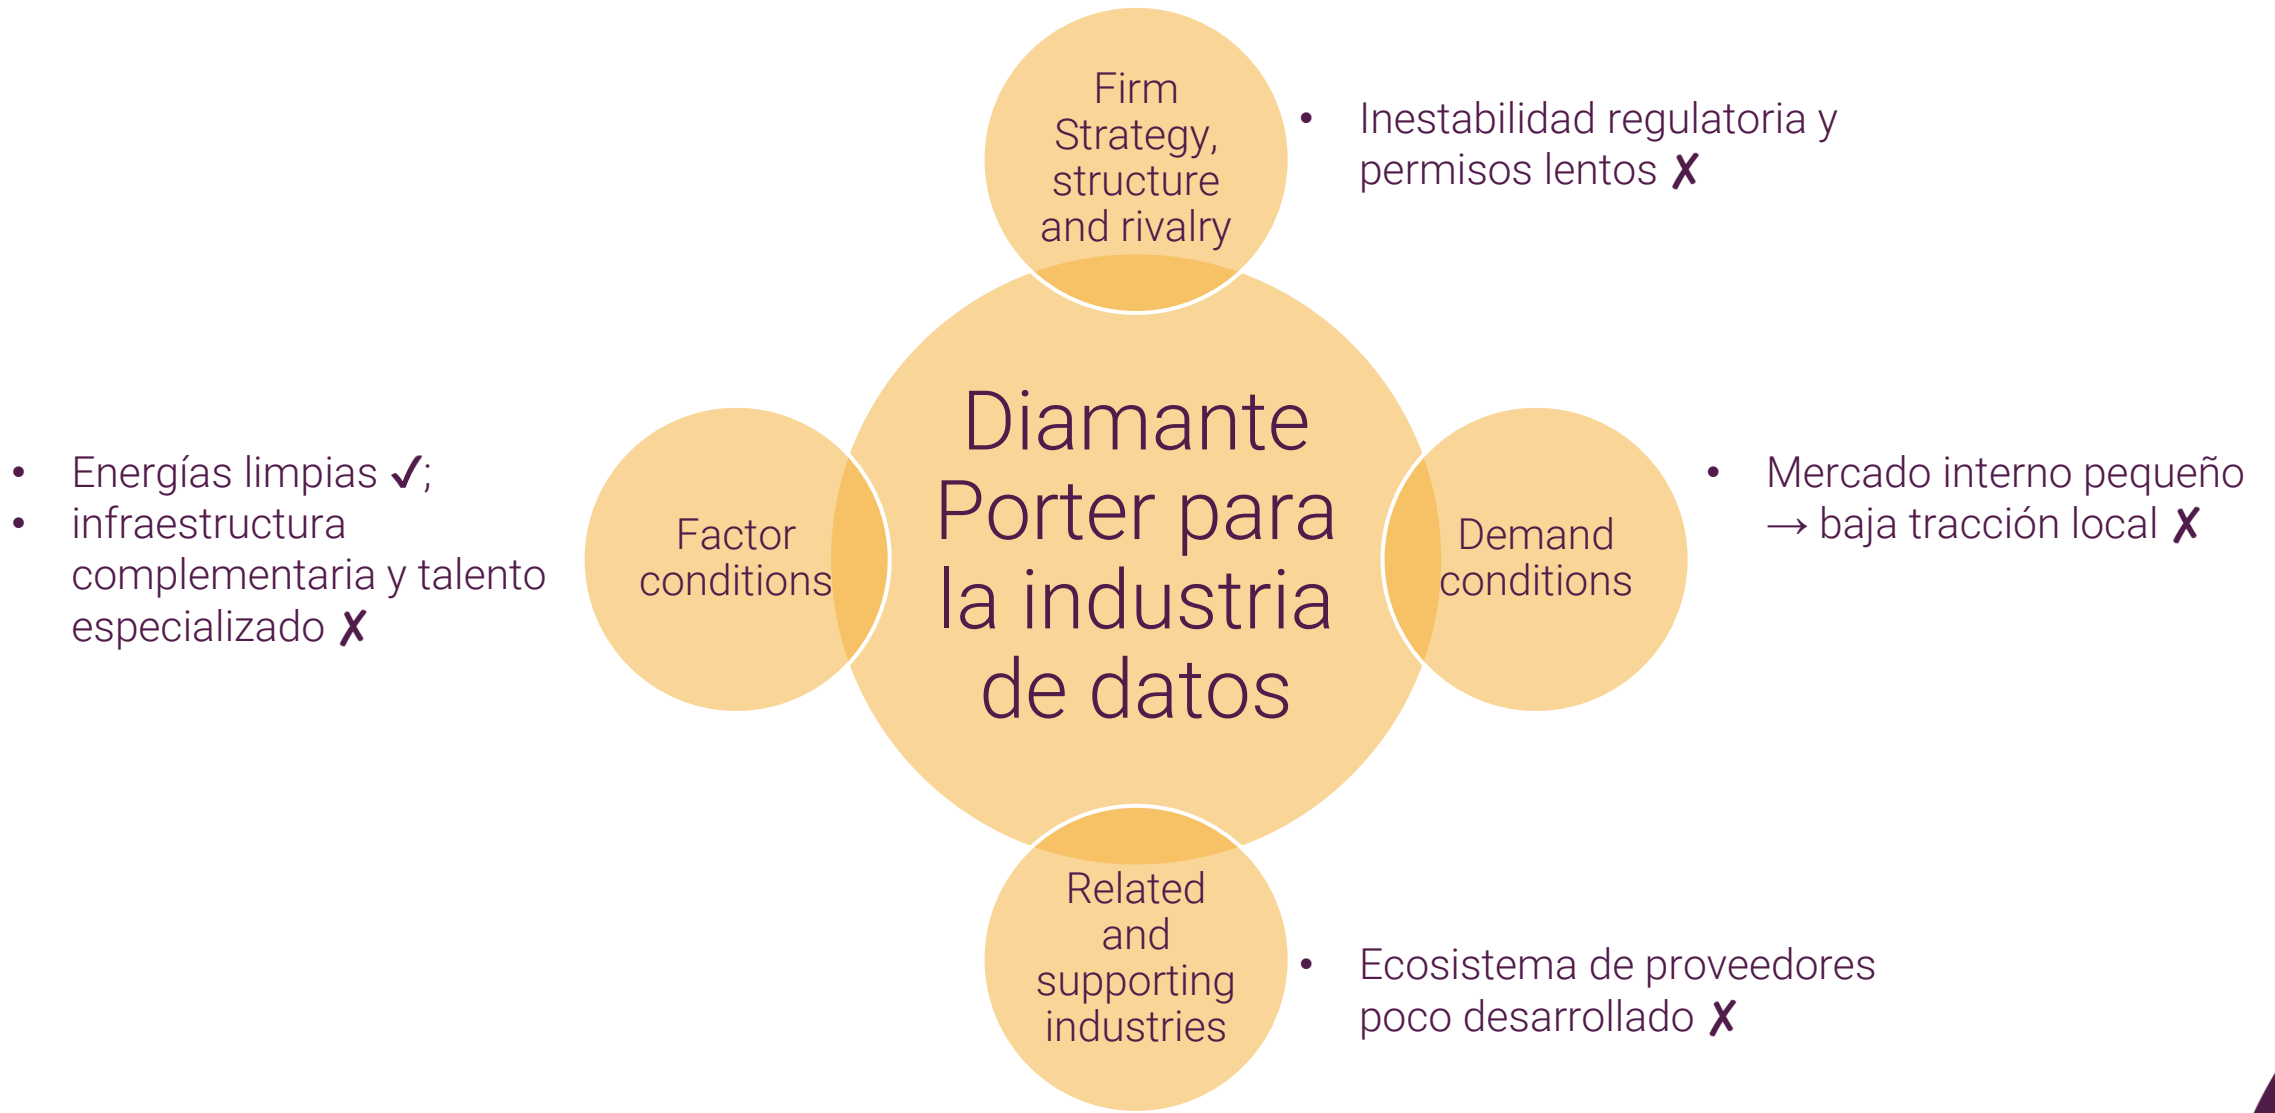 Firm
Strategy,
structure
and rivalry
• Inestabilidad regulatoria y
permisos lentos ✗
• Energías limpias ✓;
• infraestructura
complementaria y talento
especializado ✗
Factor
conditions
Diamante
Porter para
la industria
de datos
Demand
conditions
• Mercado interno pequeño
→ baja tracción local ✗
Related
and
supporting
industries
• Ecosistema de proveedores
poco desarrollado ✗